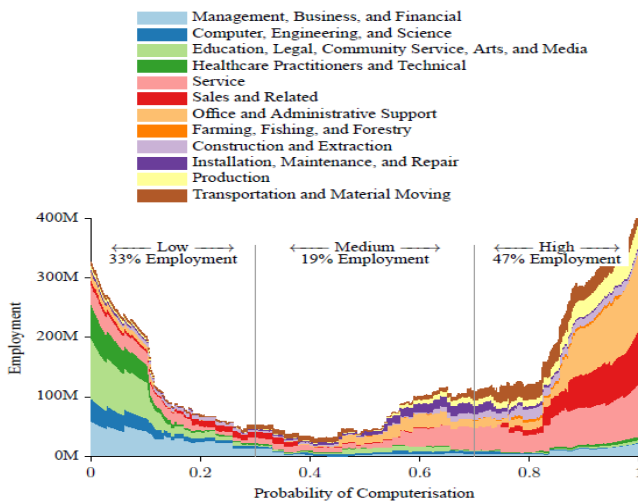 Management, Business, and Financial
Computer, Engineering, and Science
Education, Legal, Community Service, Arts, and Media
Healthcare Practitioners and Technical
Service
Sales and Related
Office and Administrative Support
Farming, Fishing, and Forestry
Construction and Extraction
Installation, Maintenance, and Repair
Production
Transportation and Material Moving
400M
Low Medium High
33% Employment 19% Employment 47% Employment
300M
200M
100M
0M
Employment
0 0.2 0.4 0.6 0.8 1
Probability of Computerisation